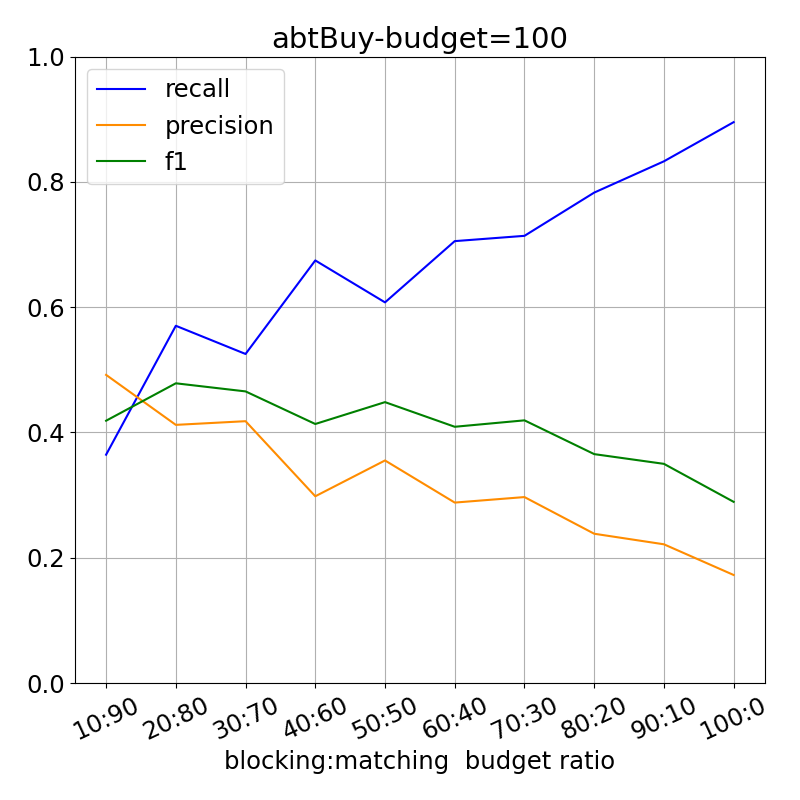 abtBuy-budget=100
1.0
0.8
0.6
0.4
0.2
0.0
recall
precision
f1
10:90 20:80 30:70 40:60 50:50 60:40 70:30 80:20 90:10 100:0
blocking:matching  budget ratio